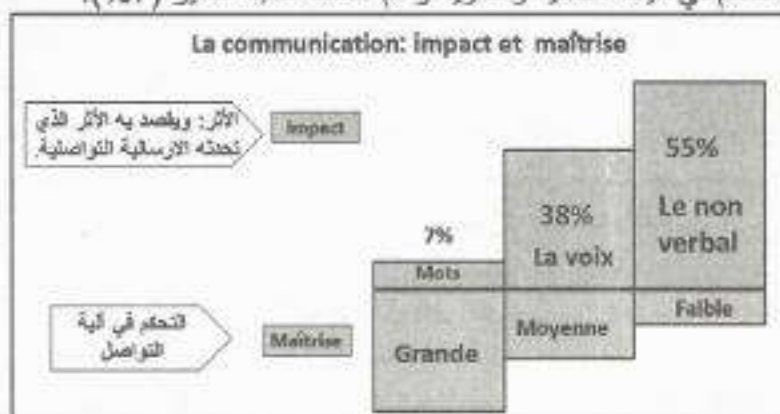 La communication: impact et maîtrise
الأثر: ويقصد به الأثر الذي
تحدثه الارسالية التواصلية.
Impact
7%
Mots
38%
La voix
55%
Le non
verbal
التحكم في آلية
التواصل
Maîtrise
Grande
Moyenne
Faible